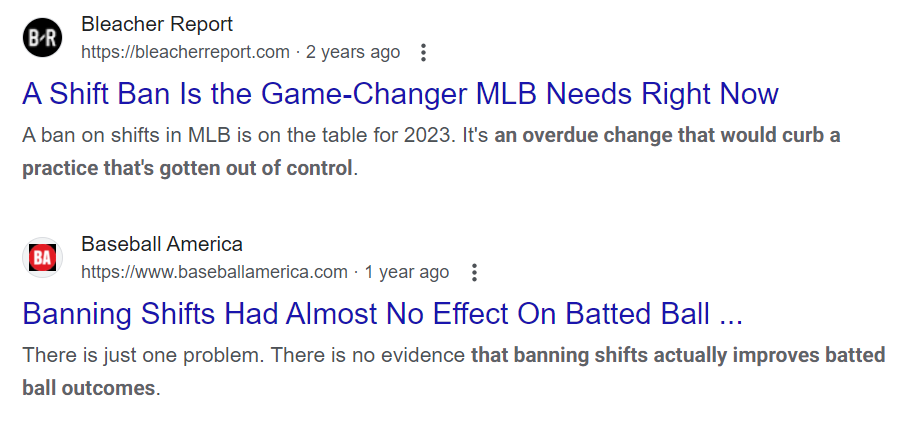 Bleacher Report
B/R
https://bleacherreport.com · 2 years ago
A Shift Ban Is the Game-Changer MLB Needs Right Now
A ban on shifts in MLB is on the table for 2023. It's an overdue change that would curb a
practice that's gotten out of control.
Baseball America
BA
https://www.baseballamerica.com · 1 year ago
Banning Shifts Had Almost No Effect On Batted Ball ...
There is just one problem. There is no evidence that banning shifts actually improves batted
ball outcomes.